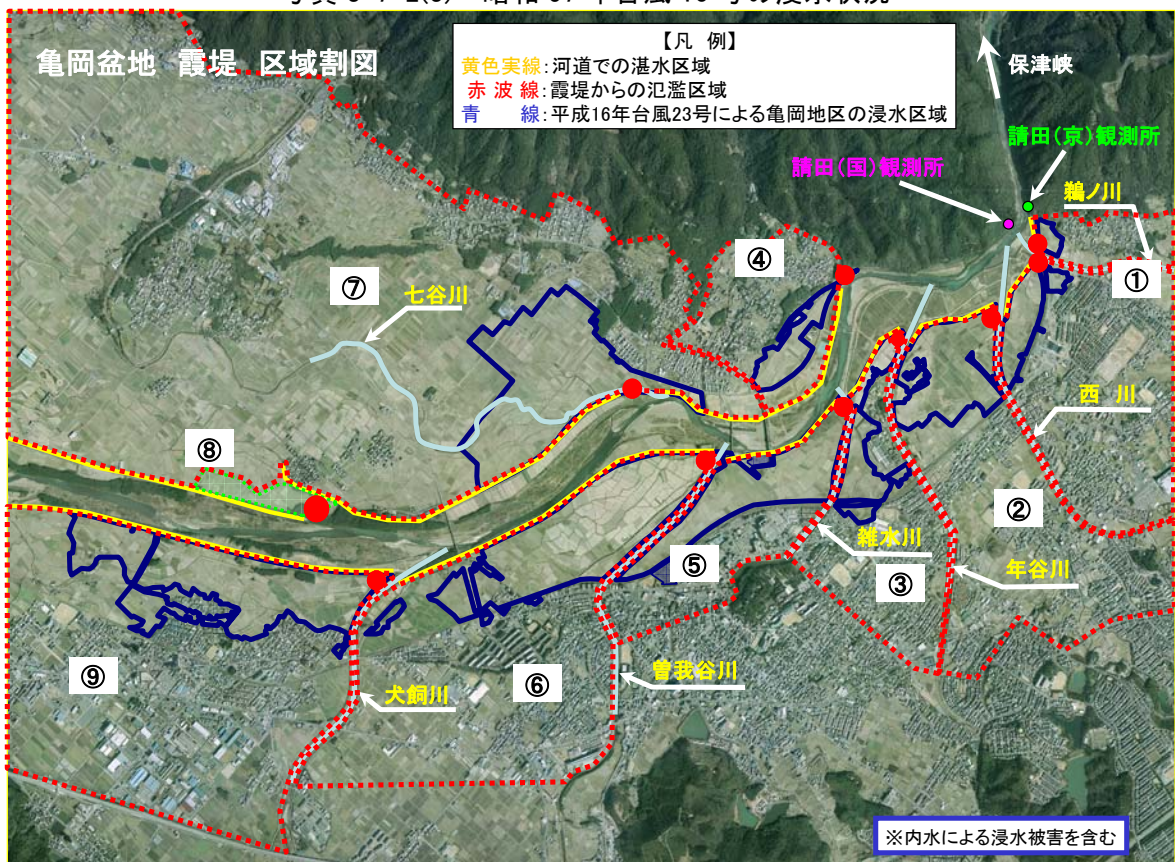 亀岡盆地 霞堤 区域割図
【凡 例】
黄色実線:河道での湛水区域
赤 波 線:霞堤からの氾濫区域
青 線:平成16年台風23号による亀岡地区の浸水区域
保津峡
請田(京)観測所
請田(国)観測所
鵜ノ川
①
④
⑦
七谷川
西 川
⑧
②
雑水川
⑤
年谷川
③
⑨
⑥
曽我谷川
犬飼川
※内水による浸水被害を含む